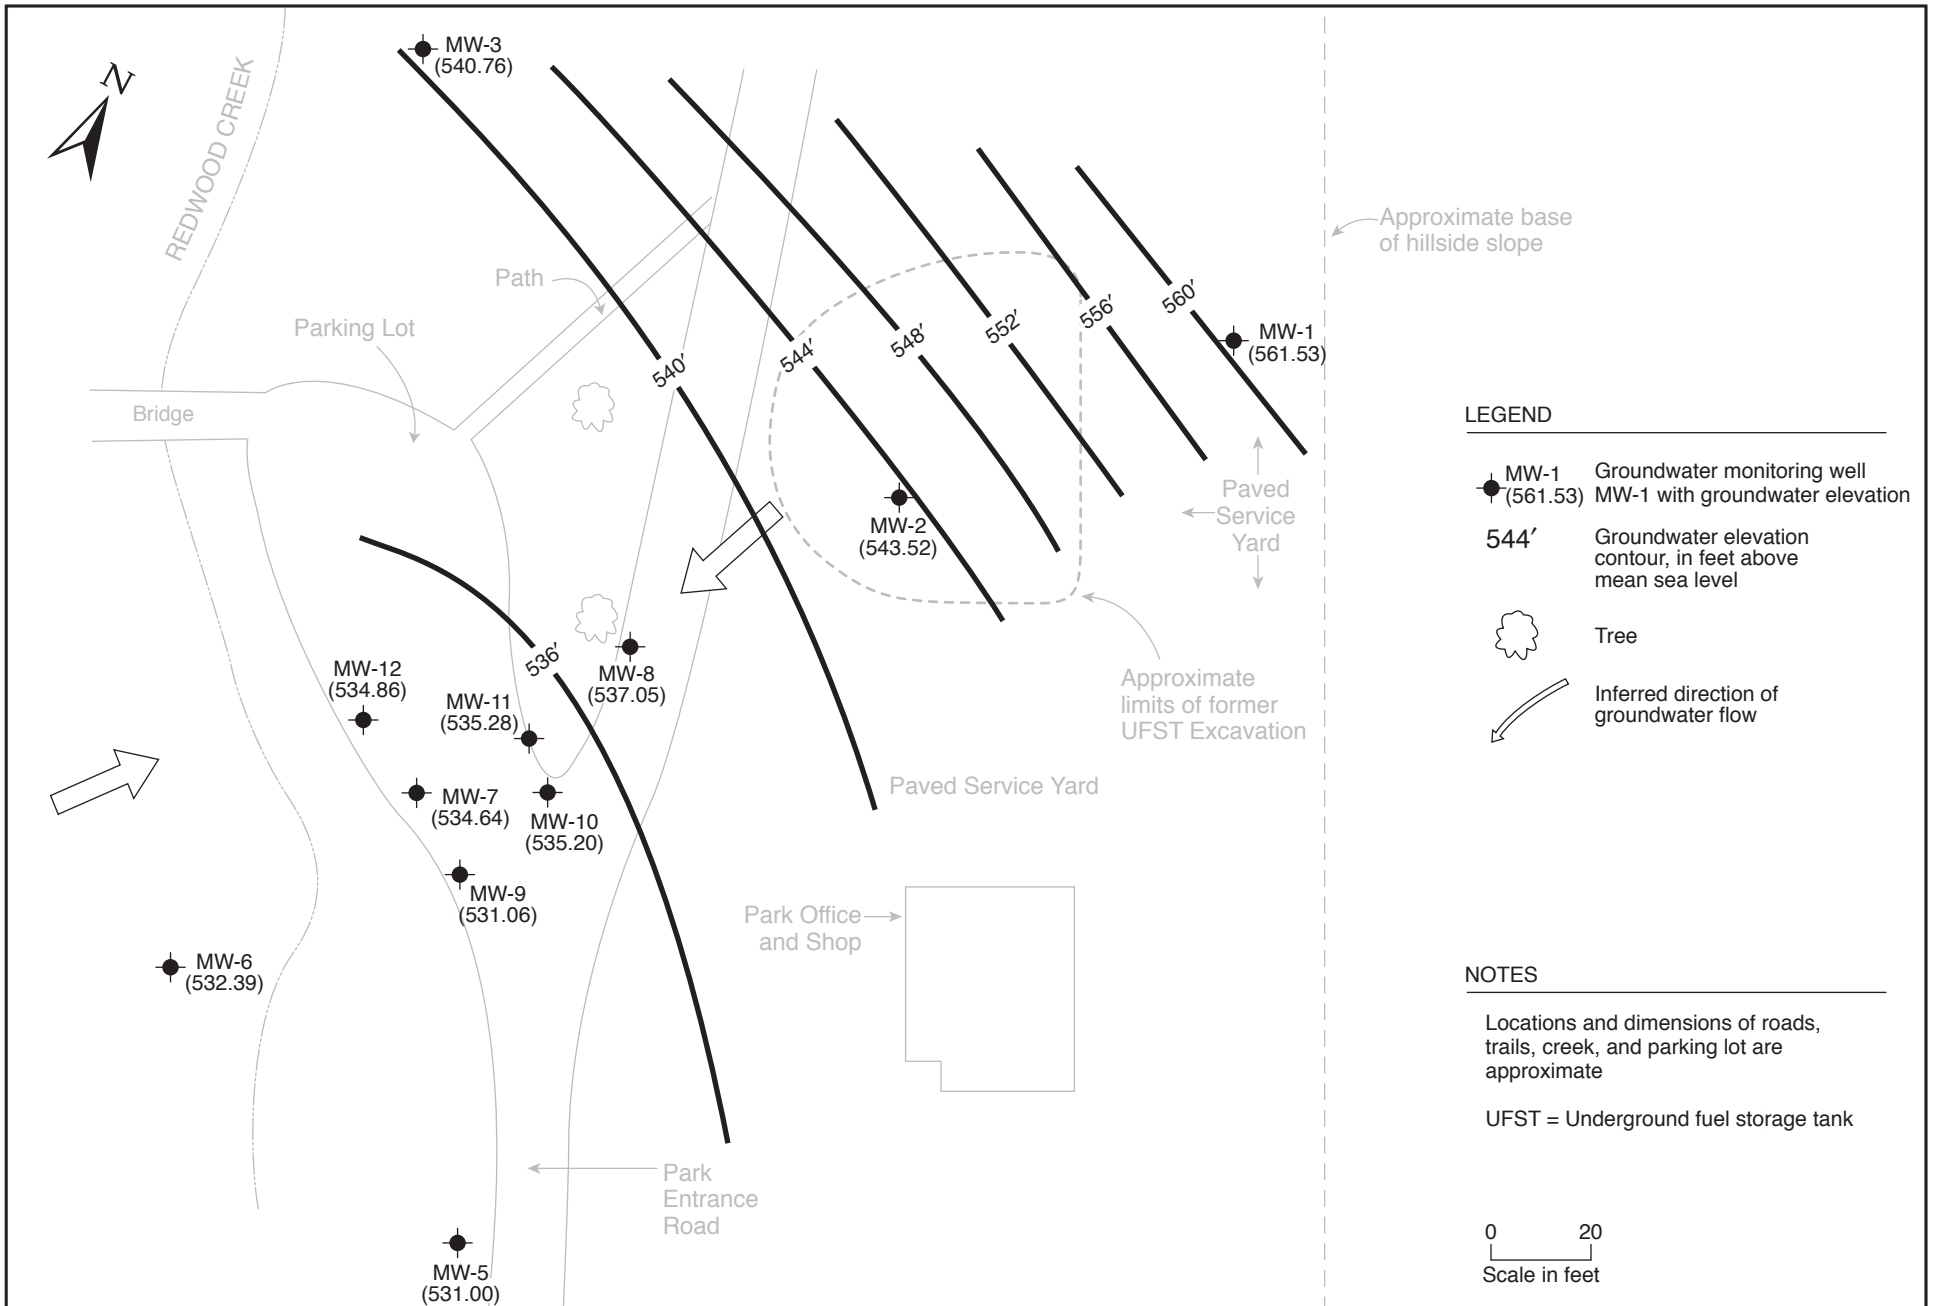 N
REDWOOD CREEK
MW-3
(540.76)
Approximate base
of hillside slope
Path
Parking Lot
560′
556′
552′
548′
544′
540′
MW-1
(561.53)
Bridge
Paved
Service
Yard
MW-2
(543.52)
536′
MW-8
(537.05)
MW-12
(534.86)
MW-11
(535.28)
Approximate
limits of former
UFST Excavation
Paved Service Yard
MW-7
(534.64)
MW-10
(535.20)
MW-9
(531.06)
Park Office
and Shop
MW-6
(532.39)
Park
Entrance
Road
MW-5
(531.00)
LEGEND
MW-1
(561.53)
Groundwater monitoring well
MW-1 with groundwater elevation
544′
Groundwater elevation
contour, in feet above
mean sea level
Tree
Inferred direction of
groundwater flow
NOTES
Locations and dimensions of roads,
trails, creek, and parking lot are
approximate
UFST = Underground fuel storage tank
0 20
Scale in feet